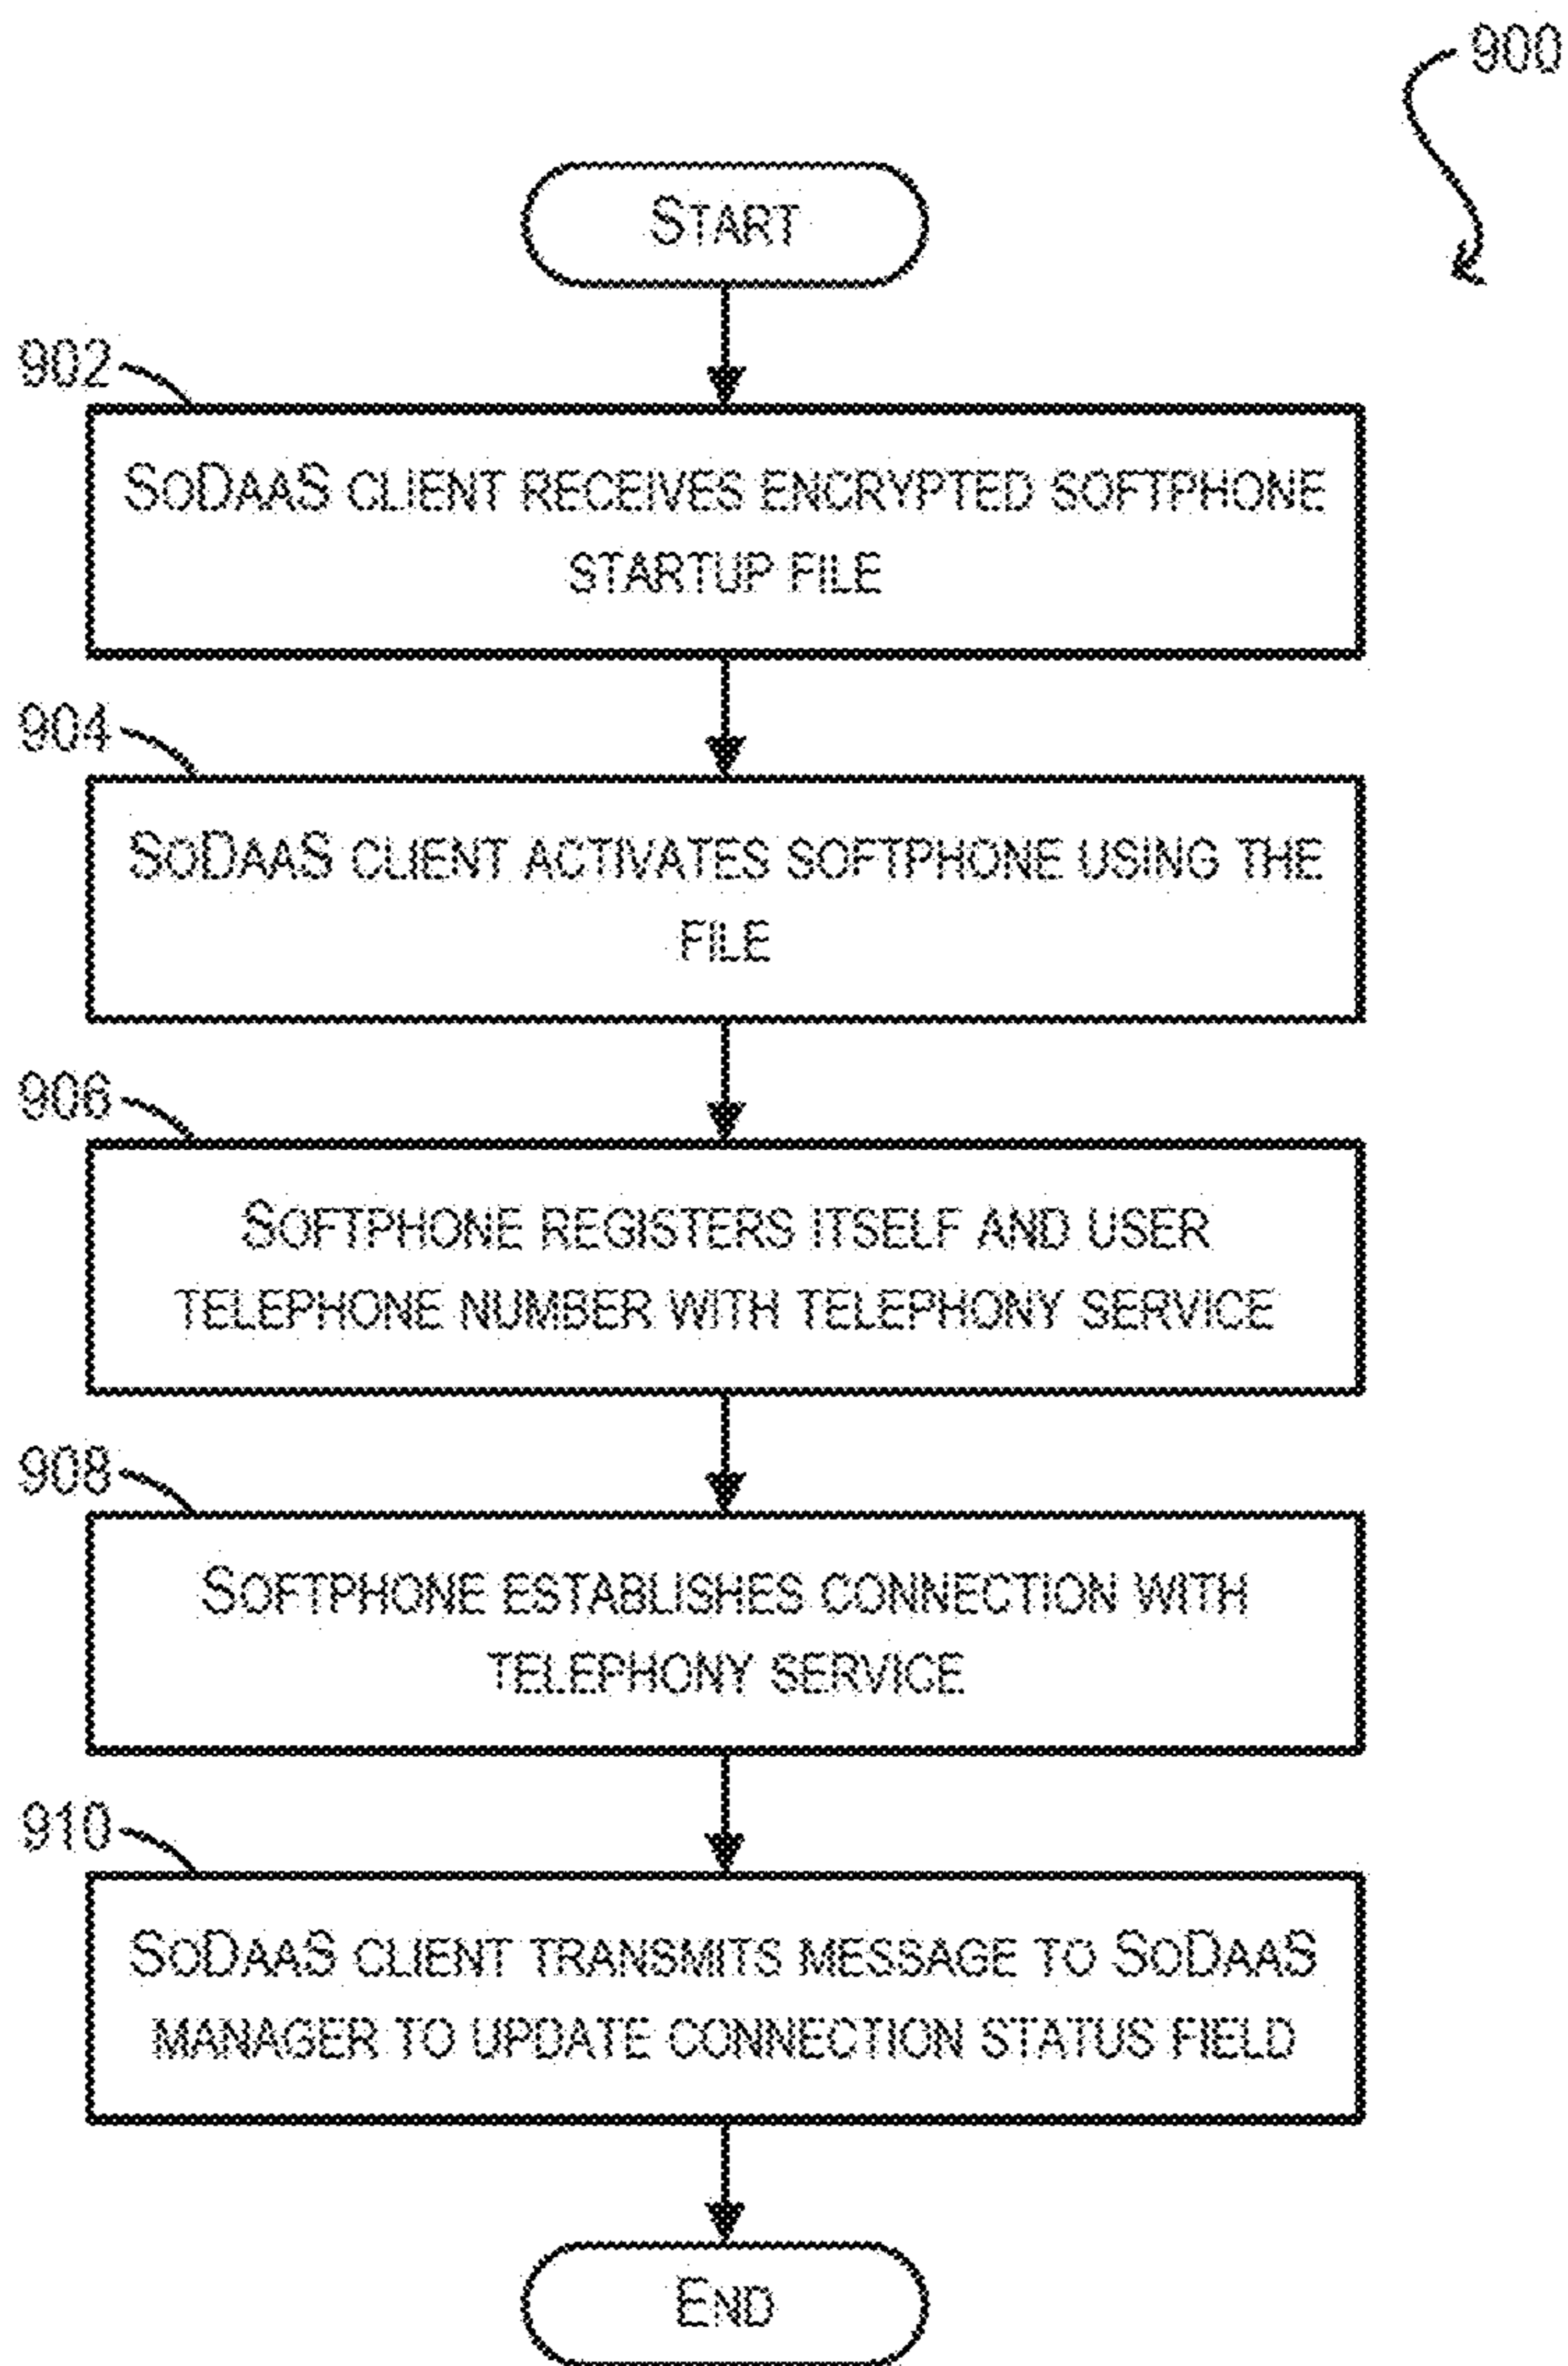 900
START
902
SoDaaS CLIENT RECEIVES ENCRYPTED SOFTPHONE
STARTUP FILE
904
SoDaaS CLIENT ACTIVATES SOFTPHONE USING THE
FILE
906
SOFTPHONE REGISTERS ITSELF AND USER
TELEPHONE NUMBER WITH TELEPHONY SERVICE
908
SOFTPHONE ESTABLISHES CONNECTION WITH
TELEPHONY SERVICE
910
SoDaaS CLIENT TRANSMITS MESSAGE TO SoDaaS
MANAGER TO UPDATE CONNECTION STATUS FIELD
END